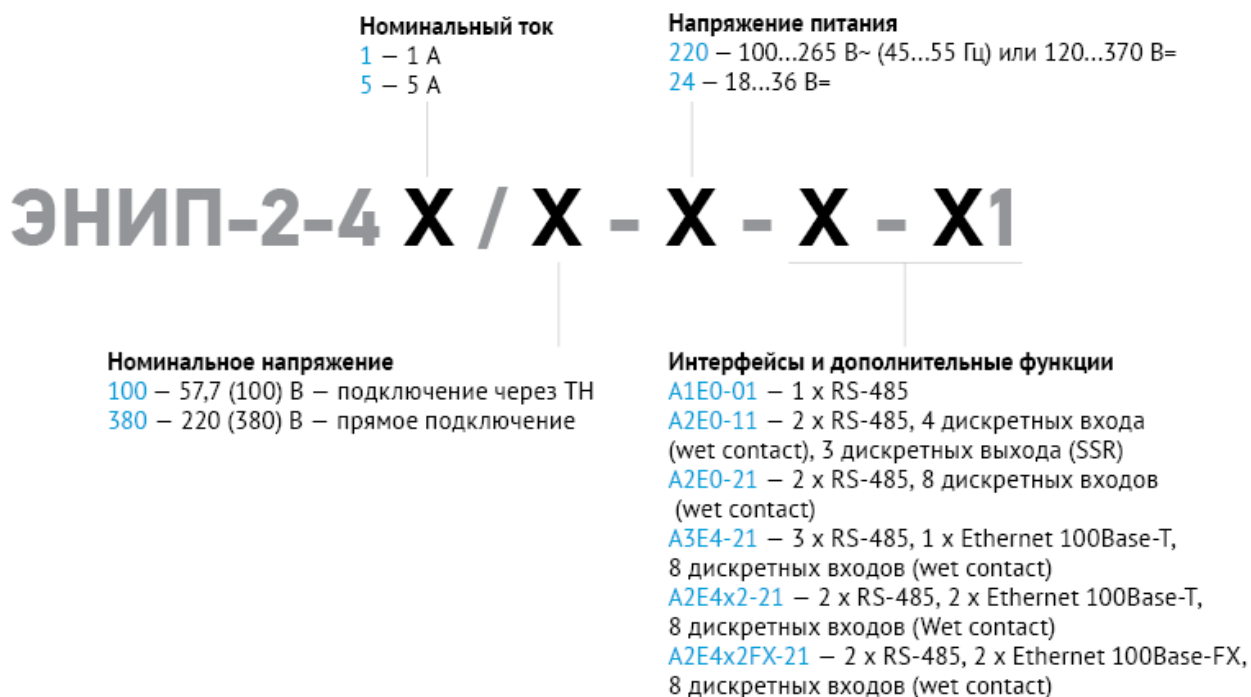 Номинальный ток
1 — 1 А
5 — 5 А
Напряжение питания
220 — 100...265 В~ (45...55 Гц) или 120...370 В=
24 — 18...36 В=
ЭНИП-2-4 X / X - X - X - X1
Номинальное напряжение
100 — 57,7 (100) В — подключение через ТН
380 — 220 (380) В — прямое подключение
Интерфейсы и дополнительные функции
A1E0-01 — 1 x RS-485
A2E0-11 — 2 x RS-485, 4 дискретных входа
(wet contact), 3 дискретных выхода (SSR)
A2E0-21 — 2 x RS-485, 8 дискретных входов
(wet contact)
A3E4-21 — 3 x RS-485, 1 x Ethernet 100Base-T,
8 дискретных входов (wet contact)
A2E4x2-21 — 2 x RS-485, 2 x Ethernet 100Base-T,
8 дискретных входов (Wet contact)
A2E4x2FX-21 — 2 x RS-485, 2 x Ethernet 100Base-FX,
8 дискретных входов (wet contact)